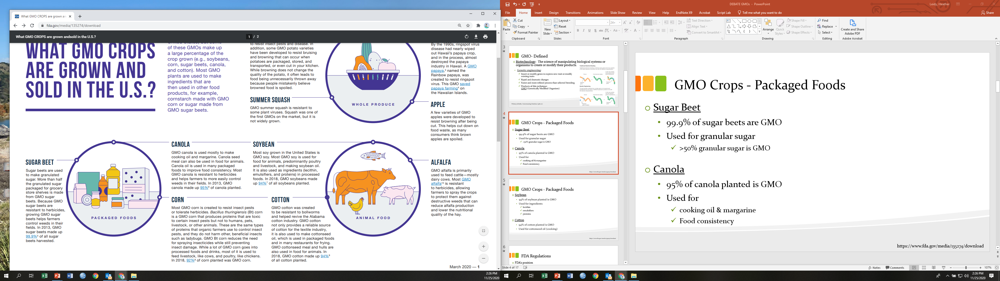 What GMO CROPS are grown an
fda.gov/media/135274/download
What GMO CROPS are grown andsold in the U.S.?
1 / 2
WHAT GMO CROPS
ARE GROWN AND
SOLD IN THE U.S.?
of these GMOs make up
a large percentage of the
crop grown (e.g., soybeans,
corn, sugar beets, canola,
and cotton). Most GMO
plants are used to make
ingredients that are
then used in other food
products, for example,
cornstarch made with GMO
corn or sugar made from
GMO sugar beets.
to resist insect pests and disease. In
addition, some GMO potato varieties
have been developed to resist bruising
and browning that can occur when
potatoes are packaged, stored, and
transported, or even cut in your kitchen.
While browning does not change the
quality of the potato, it often leads to
food being unnecessarily thrown away
because people mistakenly believe
browned food is spoiled.
SUMMER SQUASH
GMO summer squash is resistant to
some plant viruses. Squash was one of
the first GMOs on the market, but it is
not widely grown.
WHOLE PRODUCE
By the 1990s, ringspot virus
disease had nearly wiped
out Hawaii's papaya crop,
and in the process, almost
destroyed the papaya
industry in Hawaii. A GMO
papaya,³ named the
Rainbow papaya, was
created to resist ringspot
virus. This GMO saved
papaya farming⁴ on
the Hawaiian Islands.
APPLE
A few varieties of GMO
apples were developed to
resist browning after being
cut. This helps cut down on
food waste, as many
consumers think brown
apples are spoiled.
SUGAR BEET
Sugar beets are used
to make granulated
sugar. More than half
the granulated sugar
packaged for grocery
store shelves is made
from GMO sugar
beets. Because GMO
sugar beets are
resistant to herbicides,
growing GMO sugar
beets helps farmers
control weeds in their
fields. In 2013, GMO
sugar beets made up
99.9%⁵ of all sugar
beets harvested.
PACKAGED FOODS
CANOLA
GMO canola is used mostly to make
cooking oil and margarine. Canola seed
meal can also be used in food for animals.
Canola oil is used in many packaged
foods to improve food consistency. Most
GMO canola is resistant to herbicides
and helps farmers to more easily control
weeds in their fields. In 2013, GMO
canola made up 95%⁶ of canola planted.
SOYBEAN
Most soy grown in the United States is
GMO soy. Most GMO soy is used for
food for animals, predominantly poultry
and livestock, and making soybean oil.
It is also used as ingredients (lecithin,
emulsifiers, and proteins) in processed
foods. In 2018, GMO soybeans made
up 94%⁷ of all soybeans planted.
CORN
Most GMO corn is created to resist insect pests
or tolerate herbicides. Bacillus thuringiensis (Bt) corn
is a GMO corn that produces proteins that are toxic
to certain insect pests but not to humans, pets,
livestock, or other animals. These are the same types
of proteins that organic farmers use to control insect
pests, and they do not harm other, beneficial insects
such as ladybugs. GMO Bt corn reduces the need
for spraying insecticides while still preventing
insect damage. While a lot of GMO corn goes into
processed foods and drinks, most of it is used to
feed livestock, like cows, and poultry, like chickens.
In 2018, 92%⁸ of corn planted was GMO corn.
COTTON
GMO cotton was created
to be resistant to bollworms
and helped revive the Alabama
cotton industry. GMO cotton
not only provides a reliable source
of cotton for the textile industry,
it is also used to make cottonseed
oil, which is used in packaged foods
and in many restaurants for frying.
GMO cottonseed meal and hulls are
also used in food for animals. In
2018, GMO cotton made up 94%⁹
of all cotton planted.
ANIMAL FOOD
ALFALFA
GMO alfalfa is primarily
used to feed cattle—mostly
dairy cows. Most GMO
alfalfa¹⁰ is resistant
to herbicides, allowing
farmers to spray the crops
to protect them against
destructive weeds that can
reduce alfalfa production
and lower the nutritional
quality of the hay.
March 2020 — 1
2:26 PM
11/25/2020
DEBATE GMOs - PowerPoint
Leidy, Heather
File Home Insert Design Transitions Animations Slide Show Review View Help EndNote X9 Acrobat Script Lab Tell me what you want to do
Share
Paste
Cut
Copy
Format Painter
Clipboard
New
Slide
Layout
Reset
Section
Slides
24+
Font
Text Direction
Align Text
Convert to SmartArt
Paragraph
Arrange
Quick
Styles
Shape Fill
Shape Outline
Shape Effects
Drawing
Find
Replace
Select
Editing
Create and Share
Adobe PDF
Adobe Acrobat
3
GMO- Defined
Biotechnology: The science of manipulating biological systems or
organisms to create or modify their products.
Genetic engineering:
Insert or modify genes to express new trait or modify
existing traits
Rapid and dramatic changes
Faster and more refined process than selected breeding
Products of this technique:
GMO (Genetically Modified Organism)
4
GMO Crops - Packaged Foods
Sugar Beet
99.9% of sugar beets are GMO
Used for granular sugar
>50% granular sugar is GMO
Canola
95% of canola planted is GMO
Used for
cooking oil & margarine
Food consistency
https://www.fda.gov/media/135274/download
5
GMO Crops - Packaged Foods
Soybean
94% of soybean planted is GMO
Used for ingredients
lecithin
emulsifiers
proteins
Cotton
94% of cotton planted is GMO
Used for cottonseed oil (cooking)
https://www.fda.gov/media/135274/download
6
FDA Regulations
FDA's position
GMO Crops - Packaged Foods
Sugar Beet
99.9% of sugar beets are GMO
Used for granular sugar
>50% granular sugar is GMO
Canola
95% of canola planted is GMO
Used for
cooking oil & margarine
Food consistency
https://www.fda.gov/media/135274/download
Slide 4 of 17
Notes
Comments
107%
2:26 PM
11/25/2020